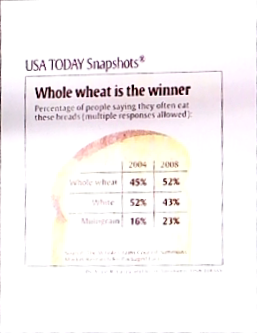 USA TODAY Snapshots®
Whole wheat is the winner
Percentage of people saying they often eat
these breads (multiple responses allowed):
2004 2008
Whole wheat 45% 52%
White 52% 43%
Multigrain 16% 23%